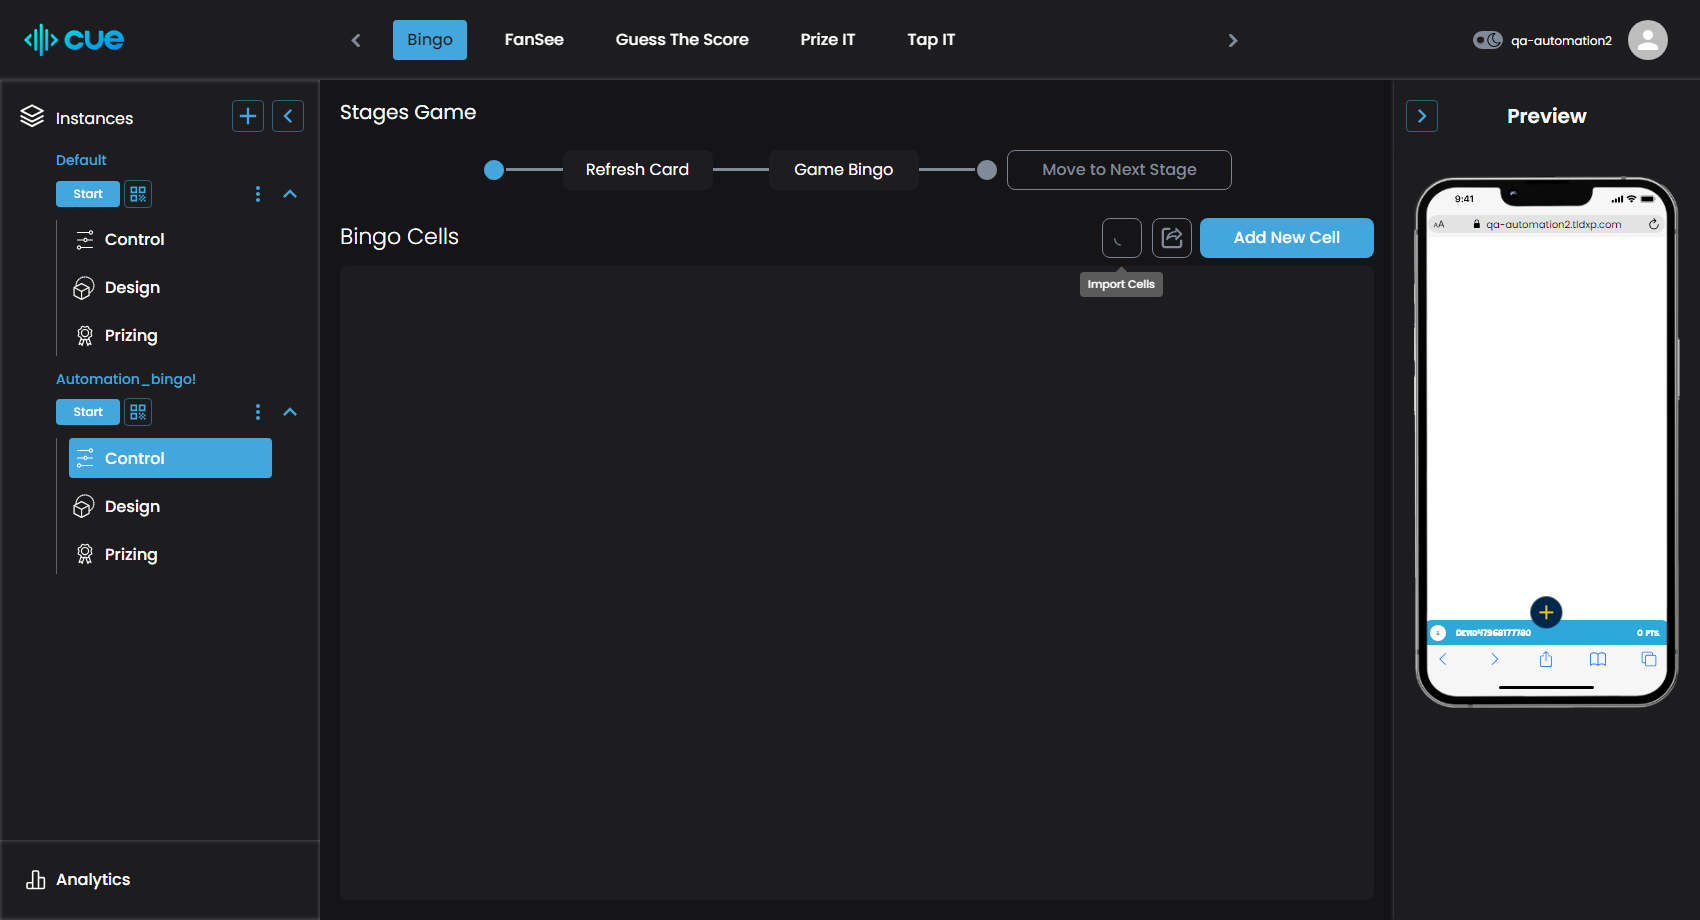 cue
Bingo
FanSee
Guess The Score
Prize IT
Tap IT
qa-automation2
Instances
Default
Start
Control
Design
Prizing
Automation_bingo!
Start
Control
Design
Prizing
Analytics
Stages Game
Refresh Card
Game Bingo
Move to Next Stage
Bingo Cells
Add New Cell
Import Cells
Preview
9:41
AA
qa-automation2.tldxp.com
0 PTS.